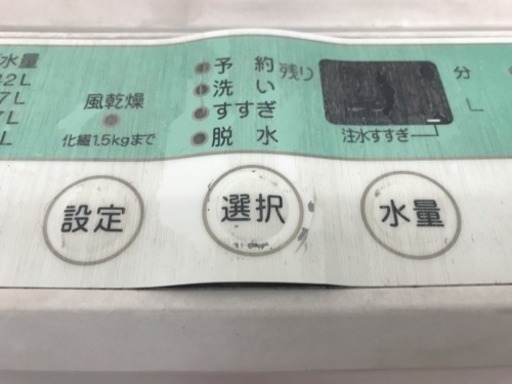 水量
42L
7L
7L
L
風乾燥
化繊1.5kgまで
予約
洗い
すすぎ
脱水
残り
分
L
注水すすぎ
設定
選択
水量